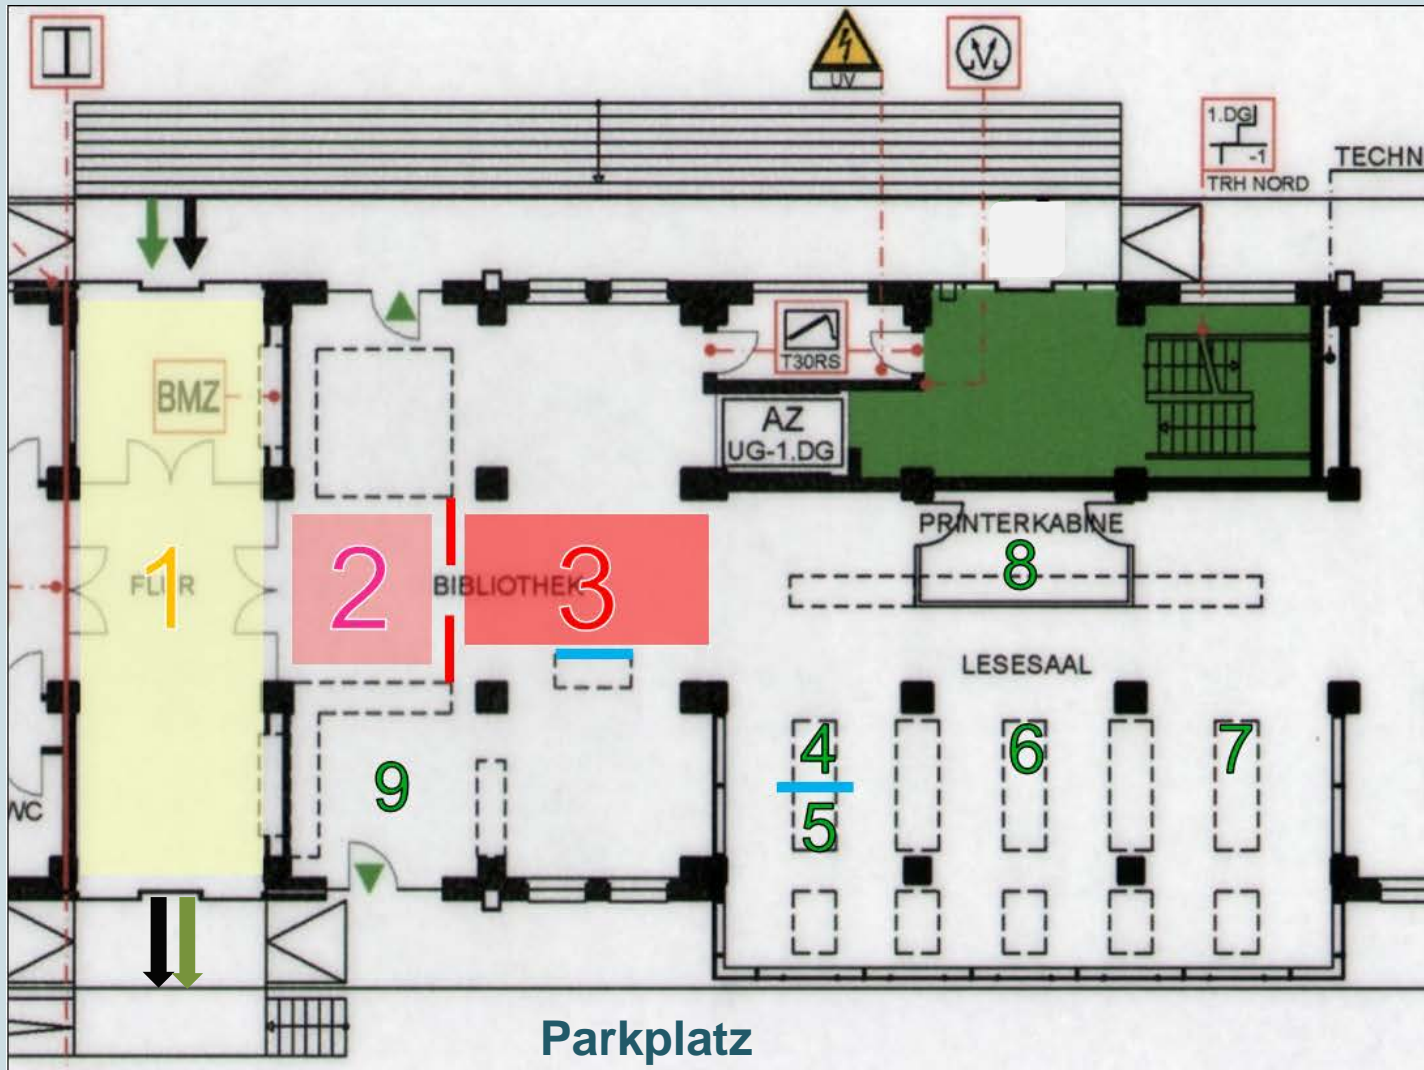 UV
1.DG
-1
TRH NORD
TECHN
BMZ
T30RS
AZ
UG-1.DG
PRINTERKABINE
8
1
FLUR
2
BIBLIOTHEK
3
LESESAAL
4
6
7
9
5
WC
Parkplatz